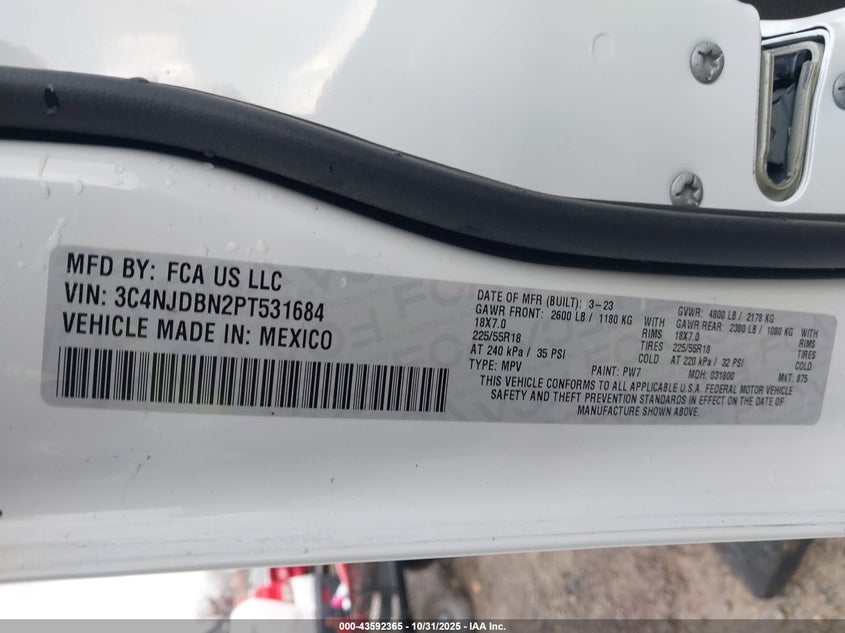 MFD BY: FCA US LLC
VIN: 3C4NJDBN2PT531684
VEHICLE MADE IN: MEXICO
DATE OF MFR (BUILT): 3-23
GVWR: 4800 LB / 2178 KG
GAWR FRONT: 2600 LB / 1180 KG WITH
GAWR REAR: 2380 LB / 1080 KG WITH
18X7.0 RIMS
18X7.0 RIMS
225/55R18 TIRES
225/55R18 TIRES
AT 240 kPa / 35 PSI COLD
AT 220 kPa / 32 PSI COLD
TYPE: MPV
PAINT: PW7
MDH: 031800
MKT: 875
THIS VEHICLE CONFORMS TO ALL APPLICABLE U.S.A. FEDERAL MOTOR VEHICLE
SAFETY AND THEFT PREVENTION STANDARDS IN EFFECT ON THE DATE OF
MANUFACTURE SHOWN ABOVE.
000-43592365 - 10/31/2025 - IAA Inc.